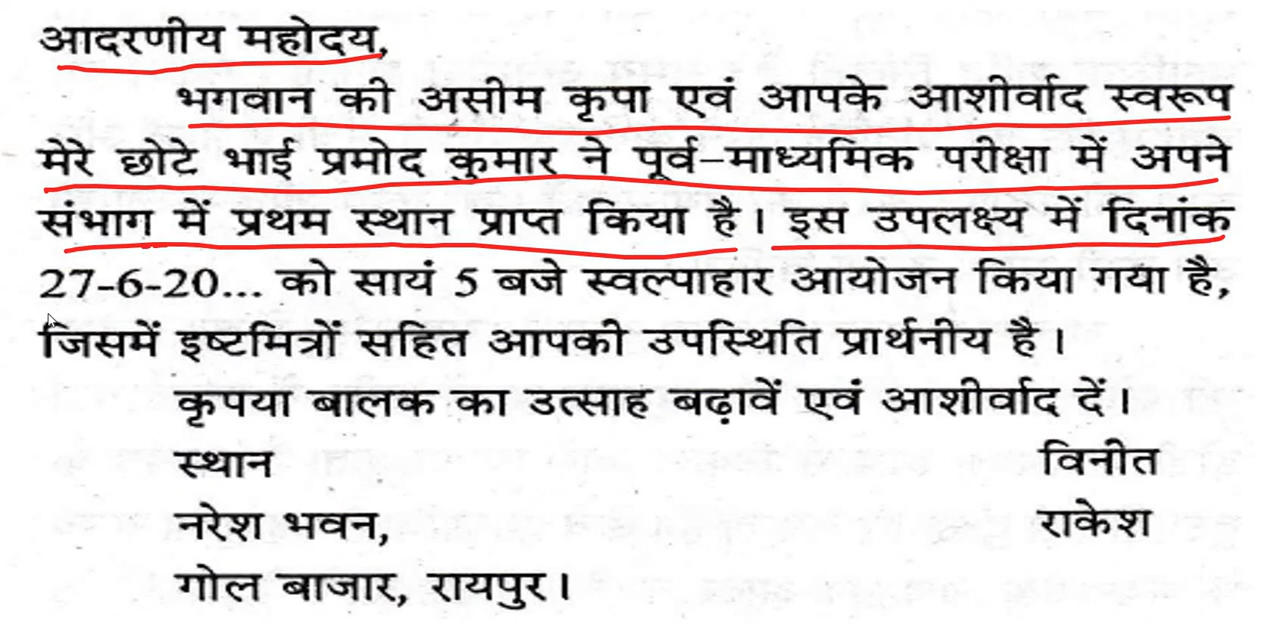 आदरणीय महोदय,
भगवान की असीम कृपा एवं आपके आशीर्वाद स्वरूप
मेरे छोटे भाई प्रमोद कुमार ने पूर्व–माध्यमिक परीक्षा में अपने
संभाग में प्रथम स्थान प्राप्त किया है। इस उपलक्ष्य में दिनांक
27-6-20... को सायं 5 बजे स्वल्पाहार आयोजन किया गया है,
जिसमें इष्टमित्रों सहित आपकी उपस्थिति प्रार्थनीय है।
कृपया बालक का उत्साह बढ़ावें एवं आशीर्वाद दें।
स्थान विनीत
नरेश भवन, राकेश
गोल बाजार, रायपुर।